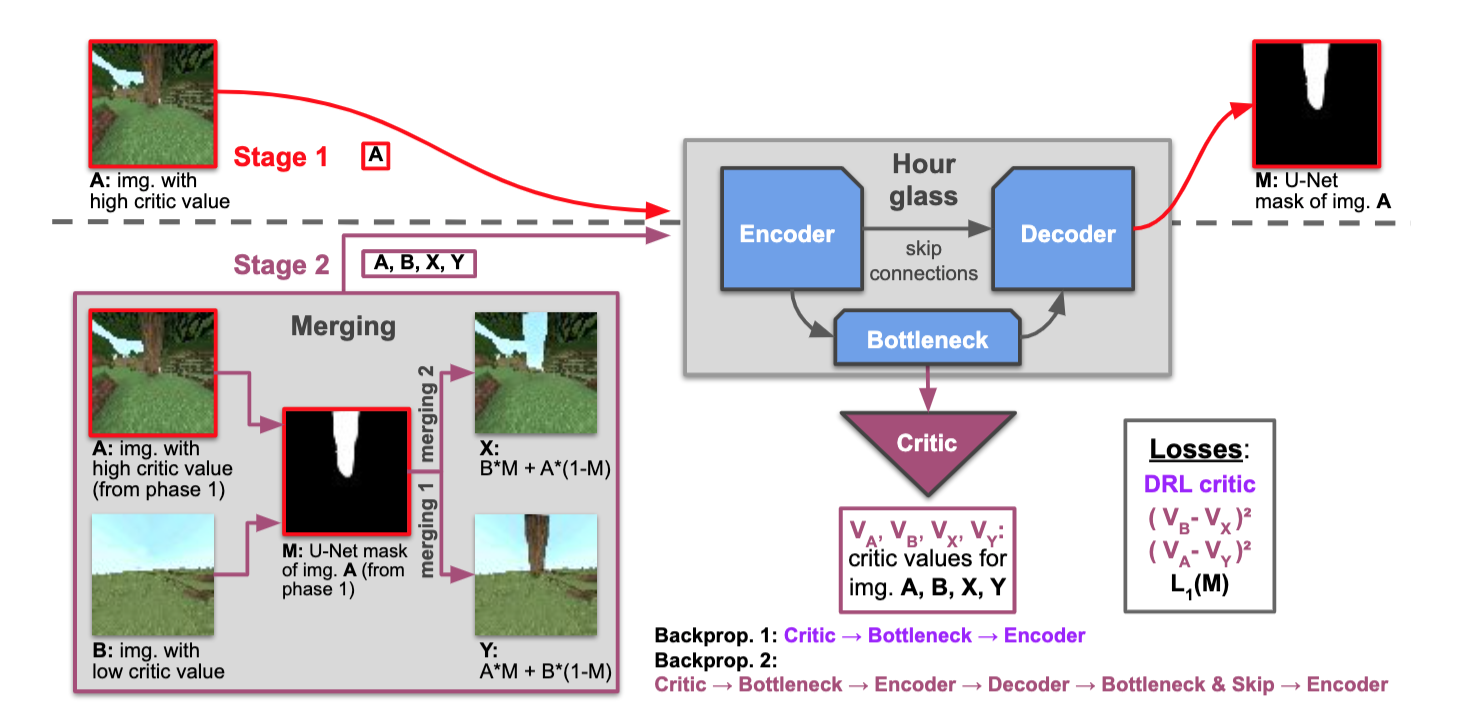 Stage 1
A
A: img. with
high critic value
Hour
glass
Encoder
Decoder
skip
connections
Bottleneck
M: U-Net
mask of img. A
Stage 2
A, B, X, Y
Merging
A: img. with
high critic value
(from phase 1)
B: img. with
low critic value
M: U-Net mask
of img. A (from
phase 1)
merging 2
merging 1
X:
B*M + A*(1-M)
Y:
A*M + B*(1-M)
Critic
V_A, V_B, V_X, V_Y:
critic values for
img. A, B, X, Y
Losses:
DRL critic
( V_B- V_X )²
( V_A- V_Y )²
L_1(M)
Backprop. 1: Critic → Bottleneck → Encoder
Backprop. 2:
Critic → Bottleneck → Encoder → Decoder → Bottleneck & Skip → Encoder